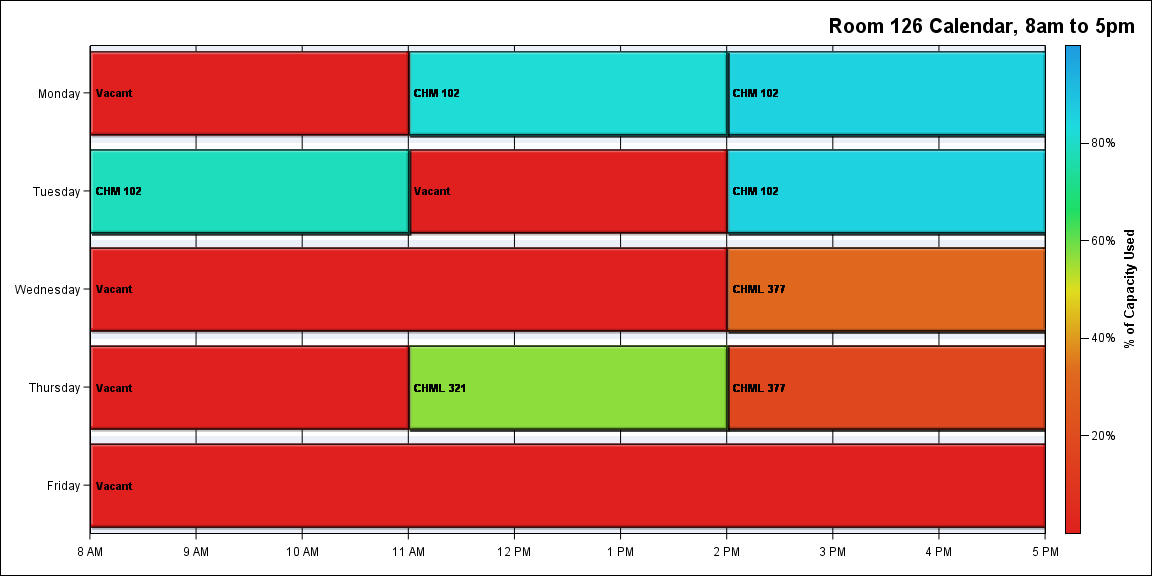 Room 126 Calendar, 8am to 5pm
Monday
Vacant
CHM 102
CHM 102
Tuesday
CHM 102
Vacant
CHM 102
Wednesday
Vacant
CHML 377
Thursday
Vacant
CHML 321
CHML 377
Friday
Vacant
8 AM
9 AM
10 AM
11 AM
12 PM
1 PM
2 PM
3 PM
4 PM
5 PM
80%
60%
40%
20%
% of Capacity Used